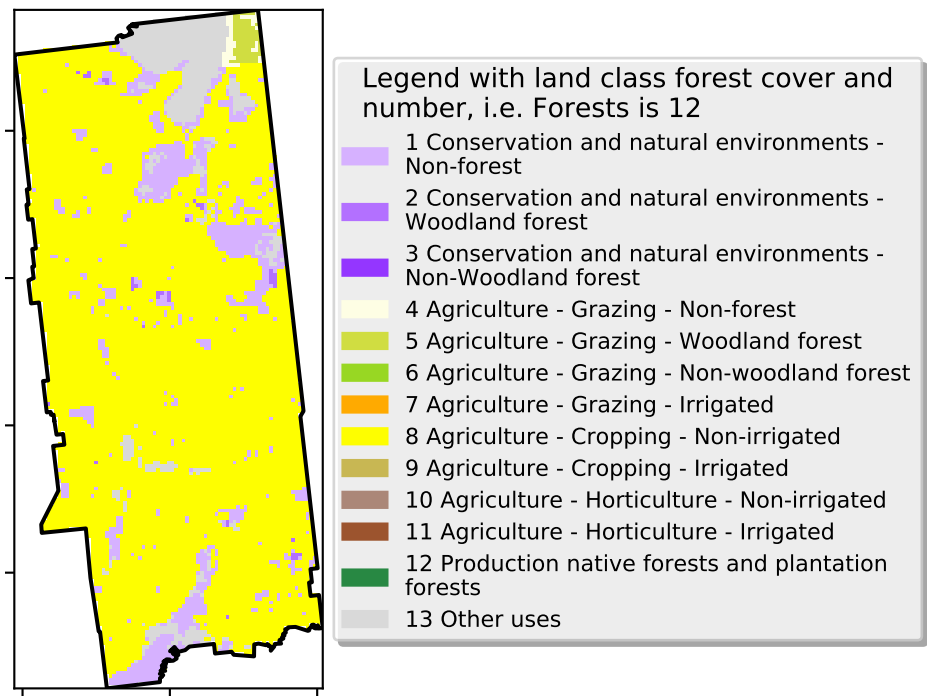 Legend with land class forest cover and
number, i.e. Forests is 12
1 Conservation and natural environments -
Non-forest
2 Conservation and natural environments -
Woodland forest
3 Conservation and natural environments -
Non-Woodland forest
4 Agriculture - Grazing - Non-forest
5 Agriculture - Grazing - Woodland forest
6 Agriculture - Grazing - Non-woodland forest
7 Agriculture - Grazing - Irrigated
8 Agriculture - Cropping - Non-irrigated
9 Agriculture - Cropping - Irrigated
10 Agriculture - Horticulture - Non-irrigated
11 Agriculture - Horticulture - Irrigated
12 Production native forests and plantation
forests
13 Other uses